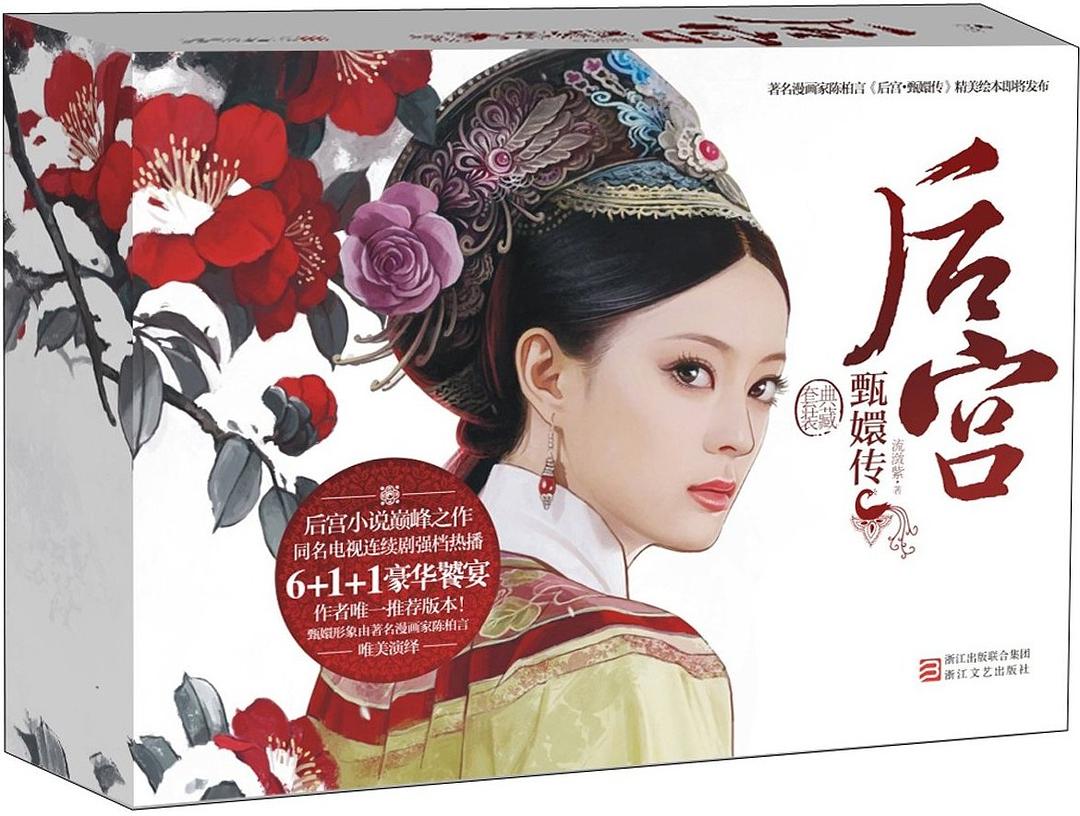 后宫
著名漫画家陈柏言《后宫·甄嬛传》精美绘本即将发布
后宫
甄嬛传
流潋紫·著
典藏
套装
后宫小说巅峰之作
同名电视连续剧强档热播
6+1+1豪华饕宴
作者唯一推荐版本!
甄嬛形象由著名漫画家陈柏言
唯美演绎
浙江出版联合集团
浙江文艺出版社